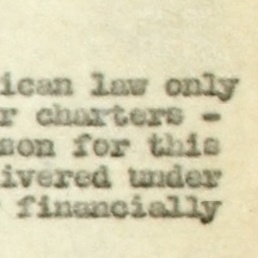 ican law only
r charters -
son for this
ivered under
financially